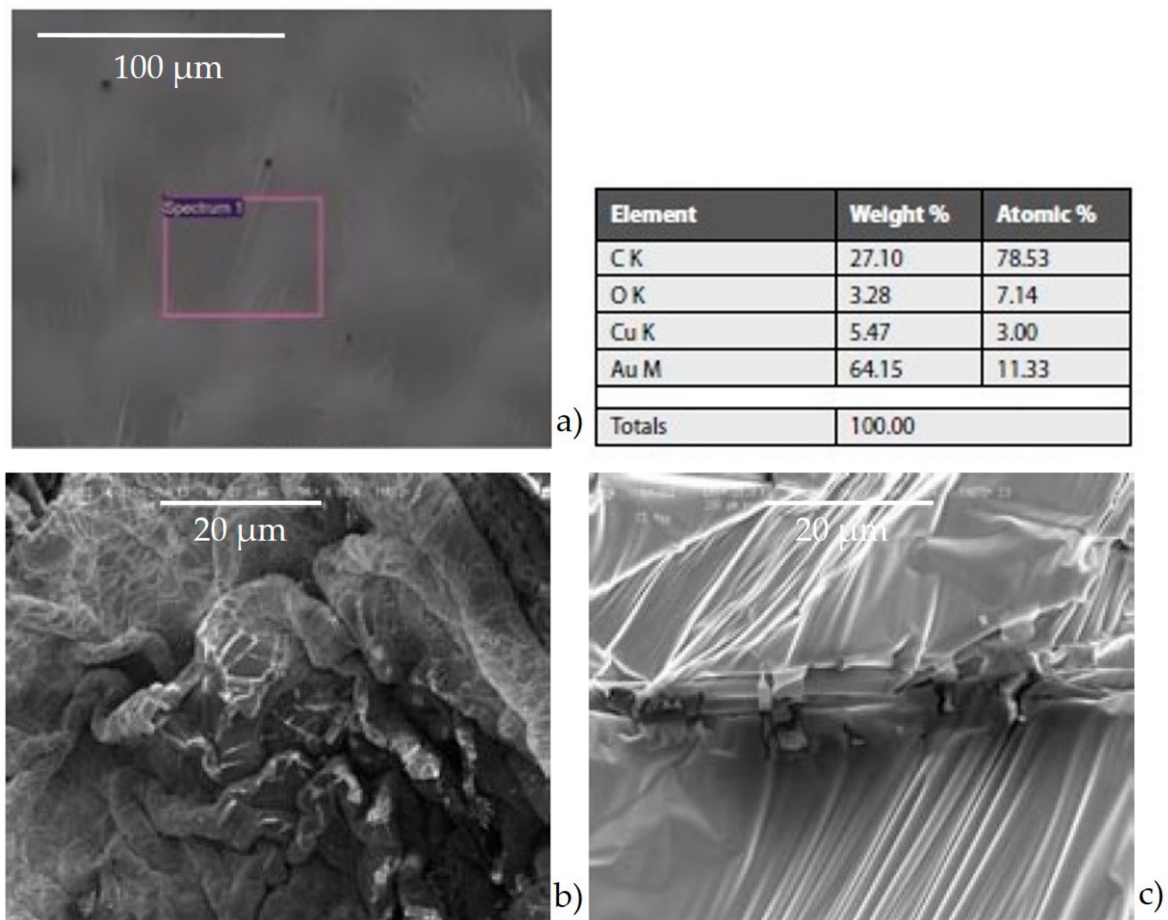 100 µm
Spectrum 1
a)
Element Weight % Atomic %
C K 27.10 78.53
O K 3.28 7.14
Cu K 5.47 3.00
Au M 64.15 11.33
Totals 100.00
20 µm
b)
20 µm
c)